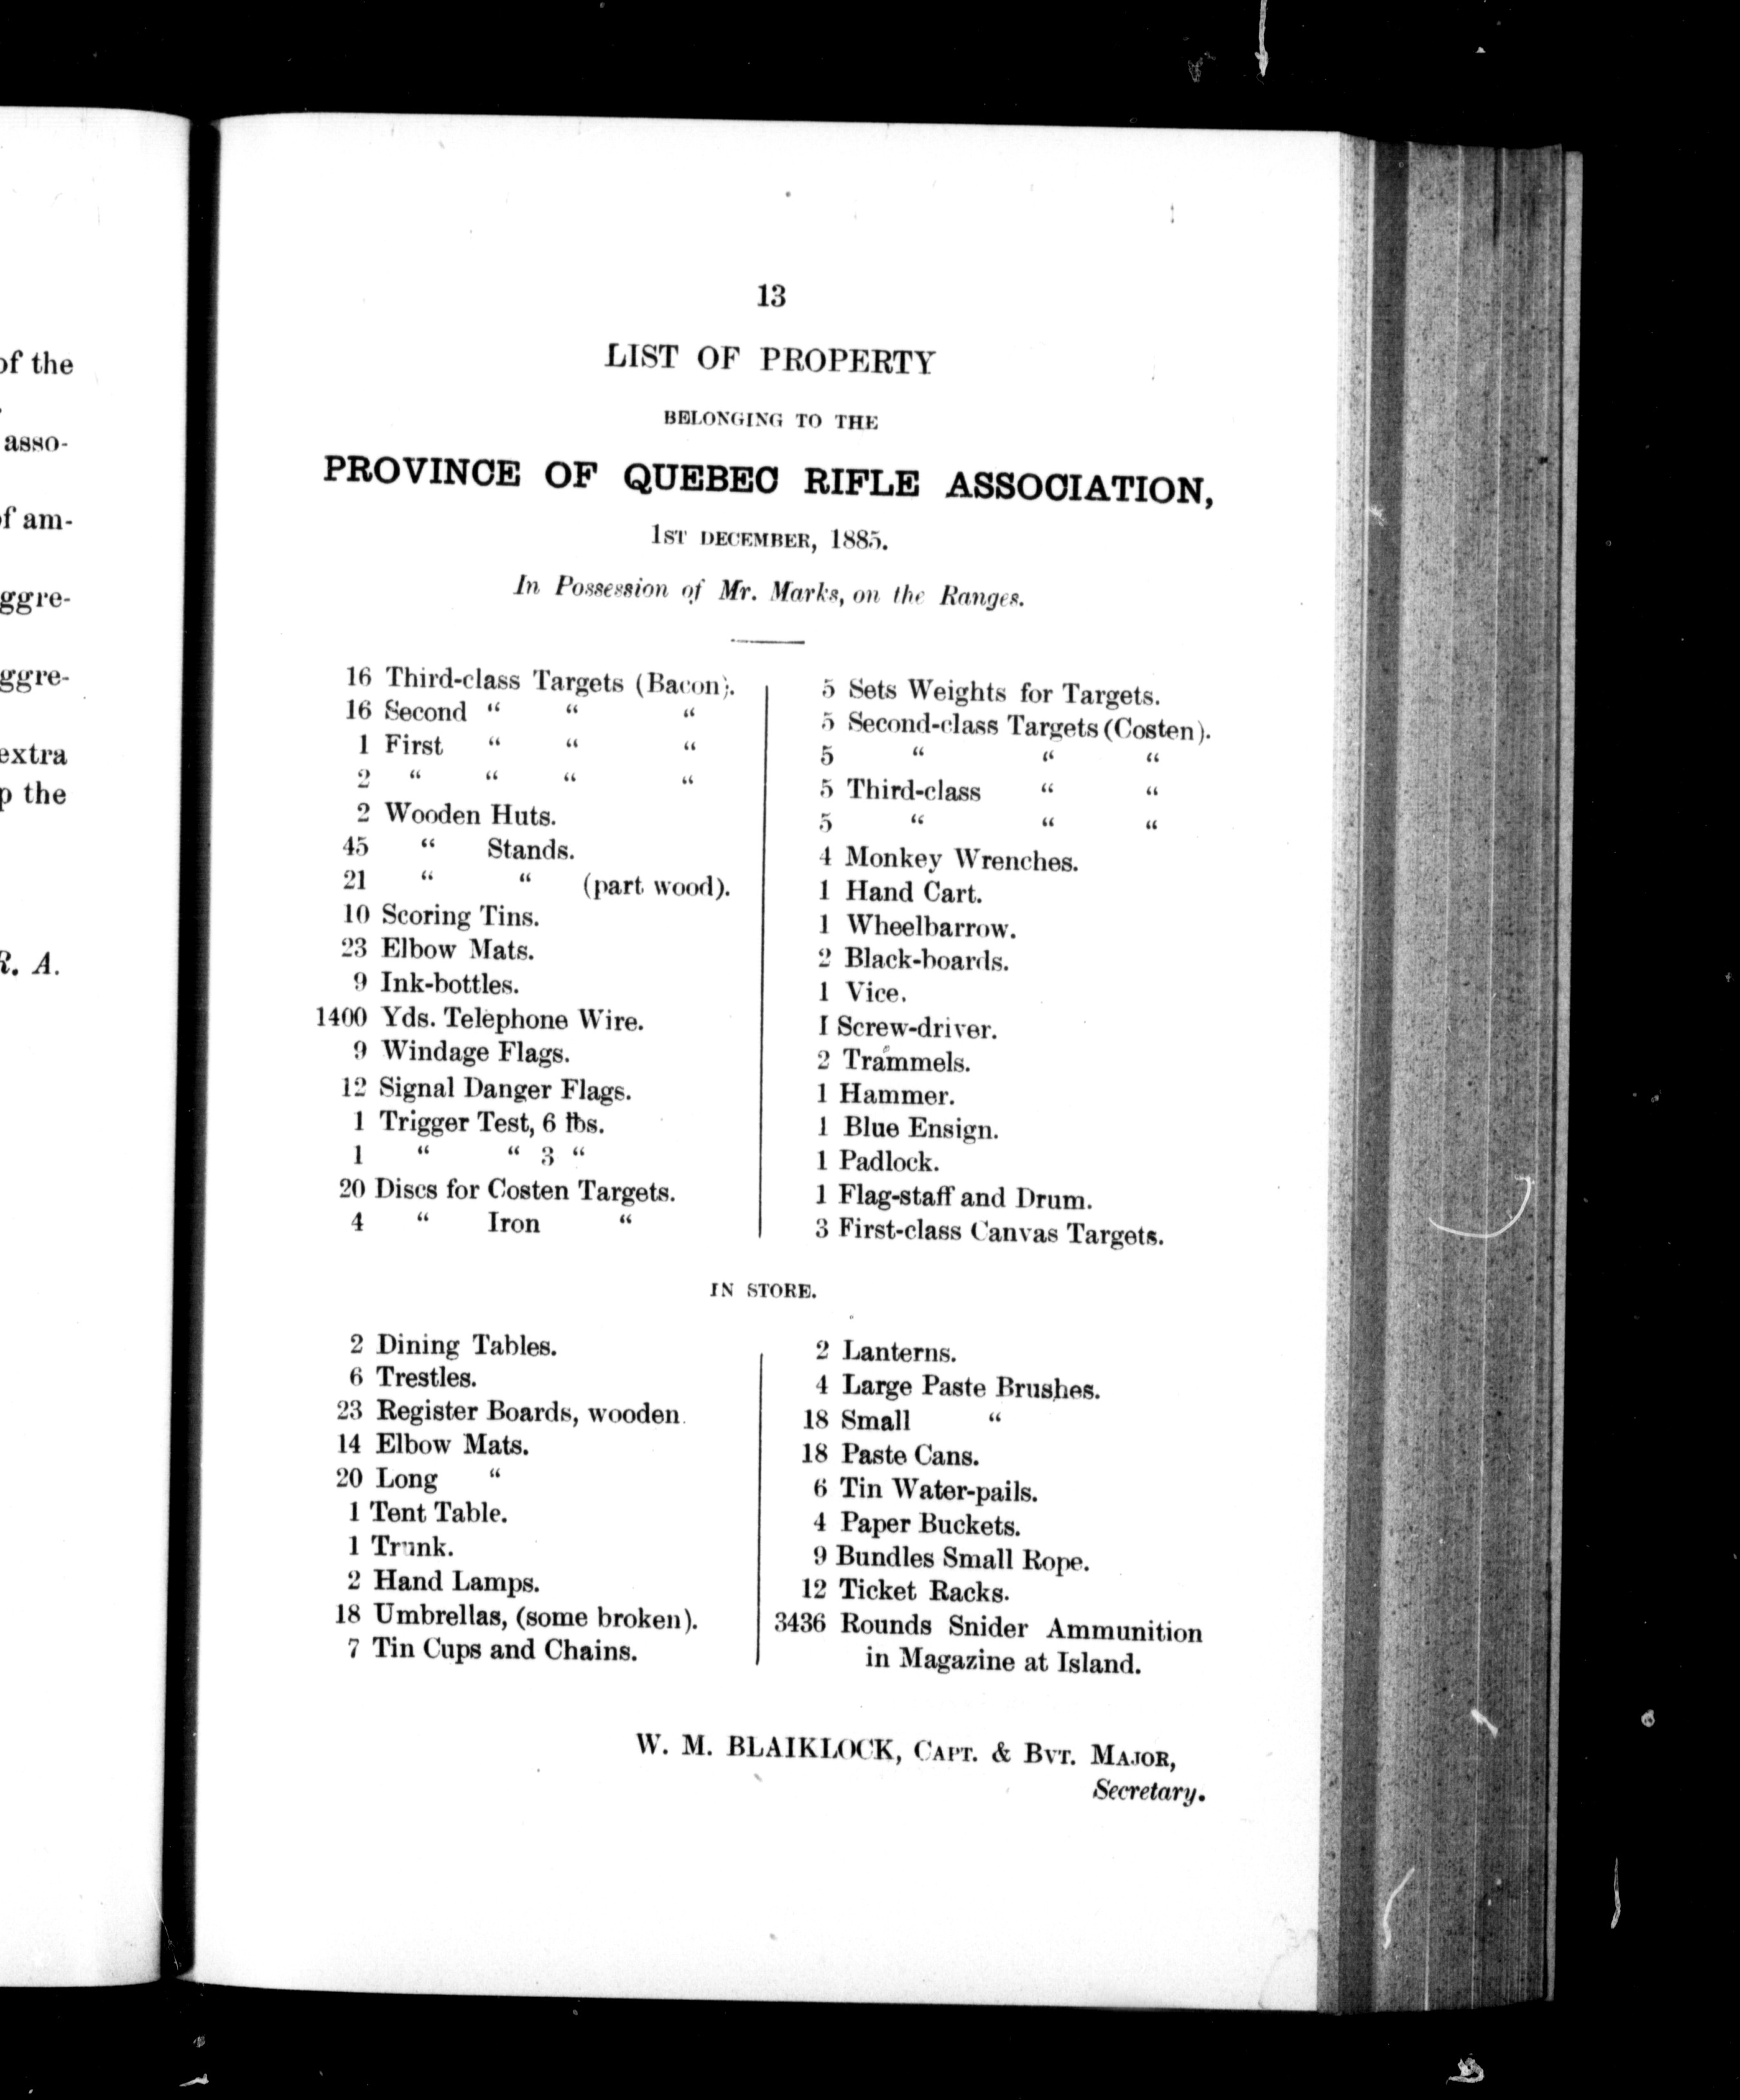 of the
asso-
of am-
ggre-
ggre-
extra
p the
R. A.
13
LIST OF PROPERTY
BELONGING TO THE
PROVINCE OF QUEBEC RIFLE ASSOCIATION,
1ST DECEMBER, 1885.
In Possession of Mr. Marks, on the Ranges.
16 Third-class Targets (Bacon).
16 Second “ “ “
1 First “ “ “
2 “ “ “ “
2 Wooden Huts.
45 “ Stands.
21 “ “ (part wood).
10 Scoring Tins.
23 Elbow Mats.
9 Ink-bottles.
1400 Yds. Telephone Wire.
9 Windage Flags.
12 Signal Danger Flags.
1 Trigger Test, 6 lbs.
1 “ “ 3 “
20 Discs for Costen Targets.
4 “ Iron “
5 Sets Weights for Targets.
5 Second-class Targets (Costen).
5 “ “ “
5 Third-class “ “
5 “ “ “
4 Monkey Wrenches.
1 Hand Cart.
1 Wheelbarrow.
2 Black-boards.
1 Vice.
I Screw-driver.
2 Trammels.
1 Hammer.
1 Blue Ensign.
1 Padlock.
1 Flag-staff and Drum.
3 First-class Canvas Targets.
IN STORE.
2 Dining Tables.
6 Trestles.
23 Register Boards, wooden.
14 Elbow Mats.
20 Long “
1 Tent Table.
1 Trunk.
2 Hand Lamps.
18 Umbrellas, (some broken).
7 Tin Cups and Chains.
2 Lanterns.
4 Large Paste Brushes.
18 Small “
18 Paste Cans.
6 Tin Water-pails.
4 Paper Buckets.
9 Bundles Small Rope.
12 Ticket Racks.
3436 Rounds Snider Ammunition
in Magazine at Island.
W. M. BLAIKLOCK, CAPT. & BVT. MAJOR,
Secretary.